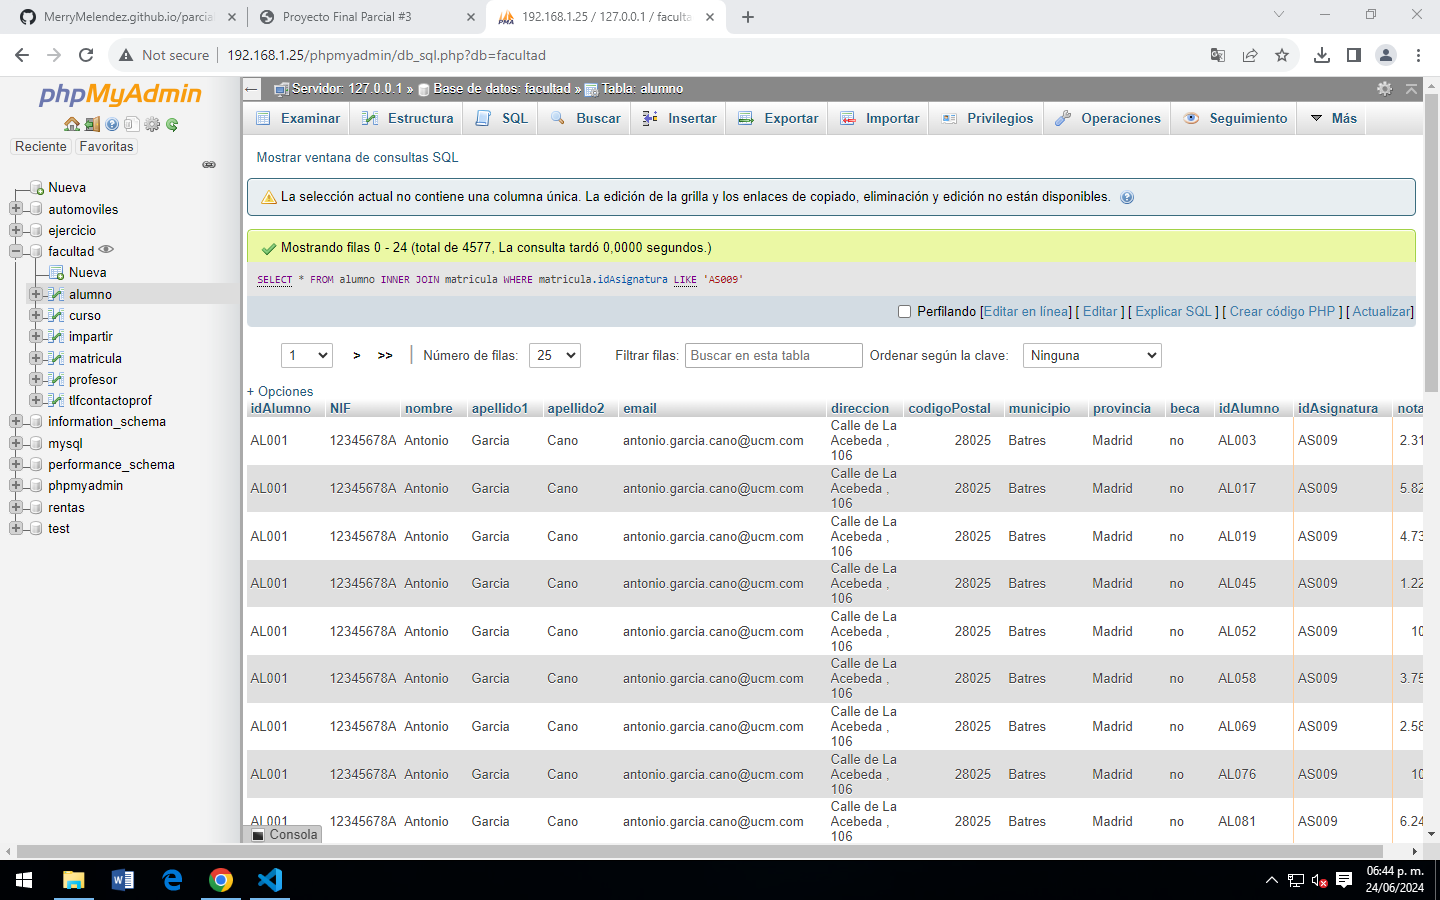 MerryMelendez.github.io/parcia
Proyecto Final Parcial #3
192.168.1.25 / 127.0.0.1 / faculta
Not secure
192.168.1.25/phpmyadmin/db_sql.php?db=facultad
phpMyAdmin
Reciente
Favoritas
Nueva
automoviles
ejercicio
facultad
Nueva
alumno
curso
impartir
matricula
profesor
tlfcontactoprof
information_schema
mysql
performance_schema
phpmyadmin
rentas
test
Servidor: 127.0.0.1 » Base de datos: facultad » Tabla: alumno
Examinar Estructura SQL Buscar Insertar Exportar Importar Privilegios Operaciones Seguimiento Más
Mostrar ventana de consultas SQL
La selección actual no contiene una columna única. La edición de la grilla y los enlaces de copiado, eliminación y edición no están disponibles.
Mostrando filas 0 - 24 (total de 4577, La consulta tardó 0,0000 segundos.)
SELECT * FROM alumno INNER JOIN matricula WHERE matricula.idAsignatura LIKE 'AS009'
Perfilando [Editar en línea] [ Editar ] [ Explicar SQL ] [ Crear código PHP ] [ Actualizar]
1 > >> Número de filas: 25 Filtrar filas: Buscar en esta tabla Ordenar según la clave: Ninguna
+ Opciones
idAlumno NIF nombre apellido1 apellido2 email direccion codigoPostal municipio provincia beca idAlumno idAsignatura nota
AL001 12345678A Antonio Garcia Cano antonio.garcia.cano@ucm.com Calle de La Acebeda , 106 28025 Batres Madrid no AL003 AS009 2.31
AL001 12345678A Antonio Garcia Cano antonio.garcia.cano@ucm.com Calle de La Acebeda , 106 28025 Batres Madrid no AL017 AS009 5.82
AL001 12345678A Antonio Garcia Cano antonio.garcia.cano@ucm.com Calle de La Acebeda , 106 28025 Batres Madrid no AL019 AS009 4.73
AL001 12345678A Antonio Garcia Cano antonio.garcia.cano@ucm.com Calle de La Acebeda , 106 28025 Batres Madrid no AL045 AS009 1.22
AL001 12345678A Antonio Garcia Cano antonio.garcia.cano@ucm.com Calle de La Acebeda , 106 28025 Batres Madrid no AL052 AS009 10
AL001 12345678A Antonio Garcia Cano antonio.garcia.cano@ucm.com Calle de La Acebeda , 106 28025 Batres Madrid no AL058 AS009 3.75
AL001 12345678A Antonio Garcia Cano antonio.garcia.cano@ucm.com Calle de La Acebeda , 106 28025 Batres Madrid no AL069 AS009 2.58
AL001 12345678A Antonio Garcia Cano antonio.garcia.cano@ucm.com Calle de La Acebeda , 106 28025 Batres Madrid no AL076 AS009 10
AL001 12345678A Antonio Garcia Cano antonio.garcia.cano@ucm.com Calle de La Acebeda , 106 28025 Batres Madrid no AL081 AS009 6.24
Consola
06:44 p. m.
24/06/2024